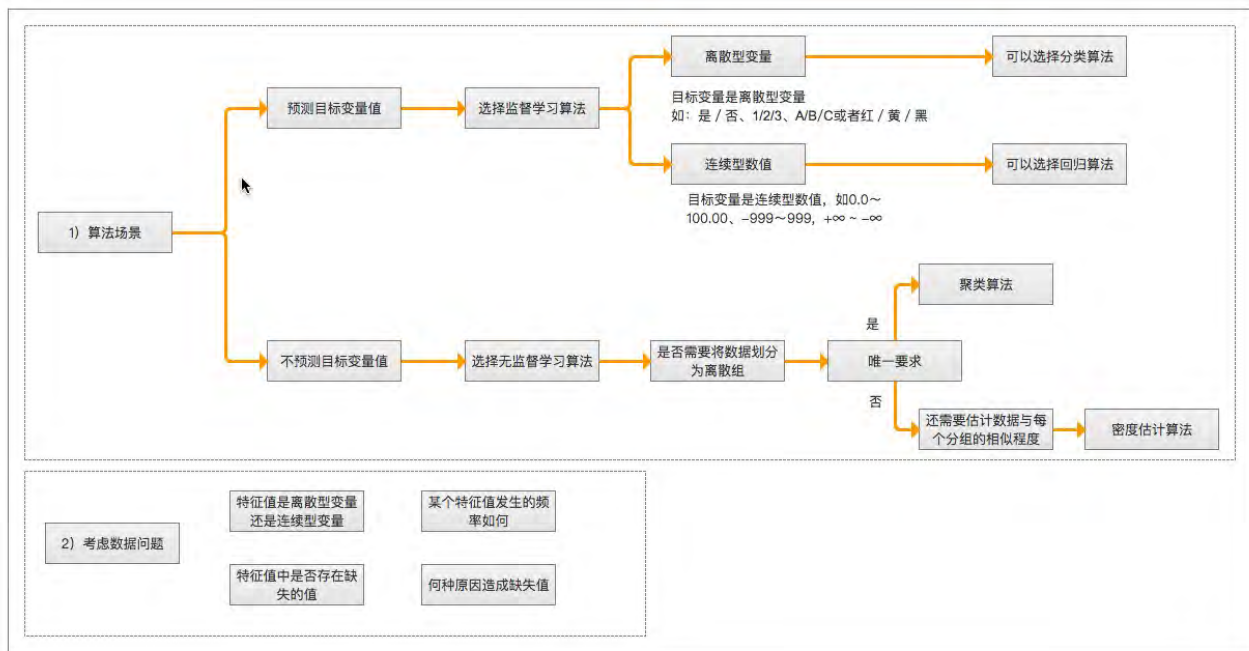 离散型变量
可以选择分类算法
预测目标变量值
选择监督学习算法
目标变量是离散型变量
如：是 / 否、1/2/3、A/B/C或者红 / 黄 / 黑
连续型数值
可以选择回归算法
目标变量是连续型数值，如0.0～
100.00、-999～999，+∞ ~ -∞
1）算法场景
聚类算法
是
不预测目标变量值
选择无监督学习算法
是否需要将数据划分
为离散组
唯一要求
否
还需要估计数据与每
个分组的相似程度
密度估计算法
特征值是离散型变量
还是连续型变量
某个特征值发生的频
率如何
2）考虑数据问题
特征值中是否存在缺
失的值
何种原因造成缺失值